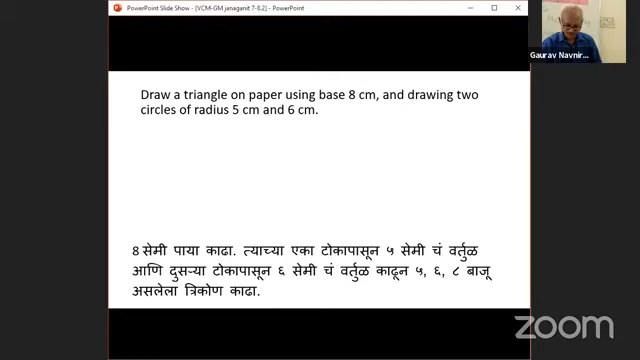 PowerPoint Slide Show - [VCM-GM janaganit 7-8.2] - PowerPoint
Gaurav Navnir...
Draw a triangle on paper using base 8 cm, and drawing two
circles of radius 5 cm and 6 cm.
8 सेमी पाया काढा. त्याच्या एका टोकापासून ५ सेमी चं वर्तुळ
आणि दुसऱ्या टोकापासून ६ सेमी चं वर्तुळ काढून ५, ६, ८ बाजू
असलेला त्रिकोण काढा.
zoom